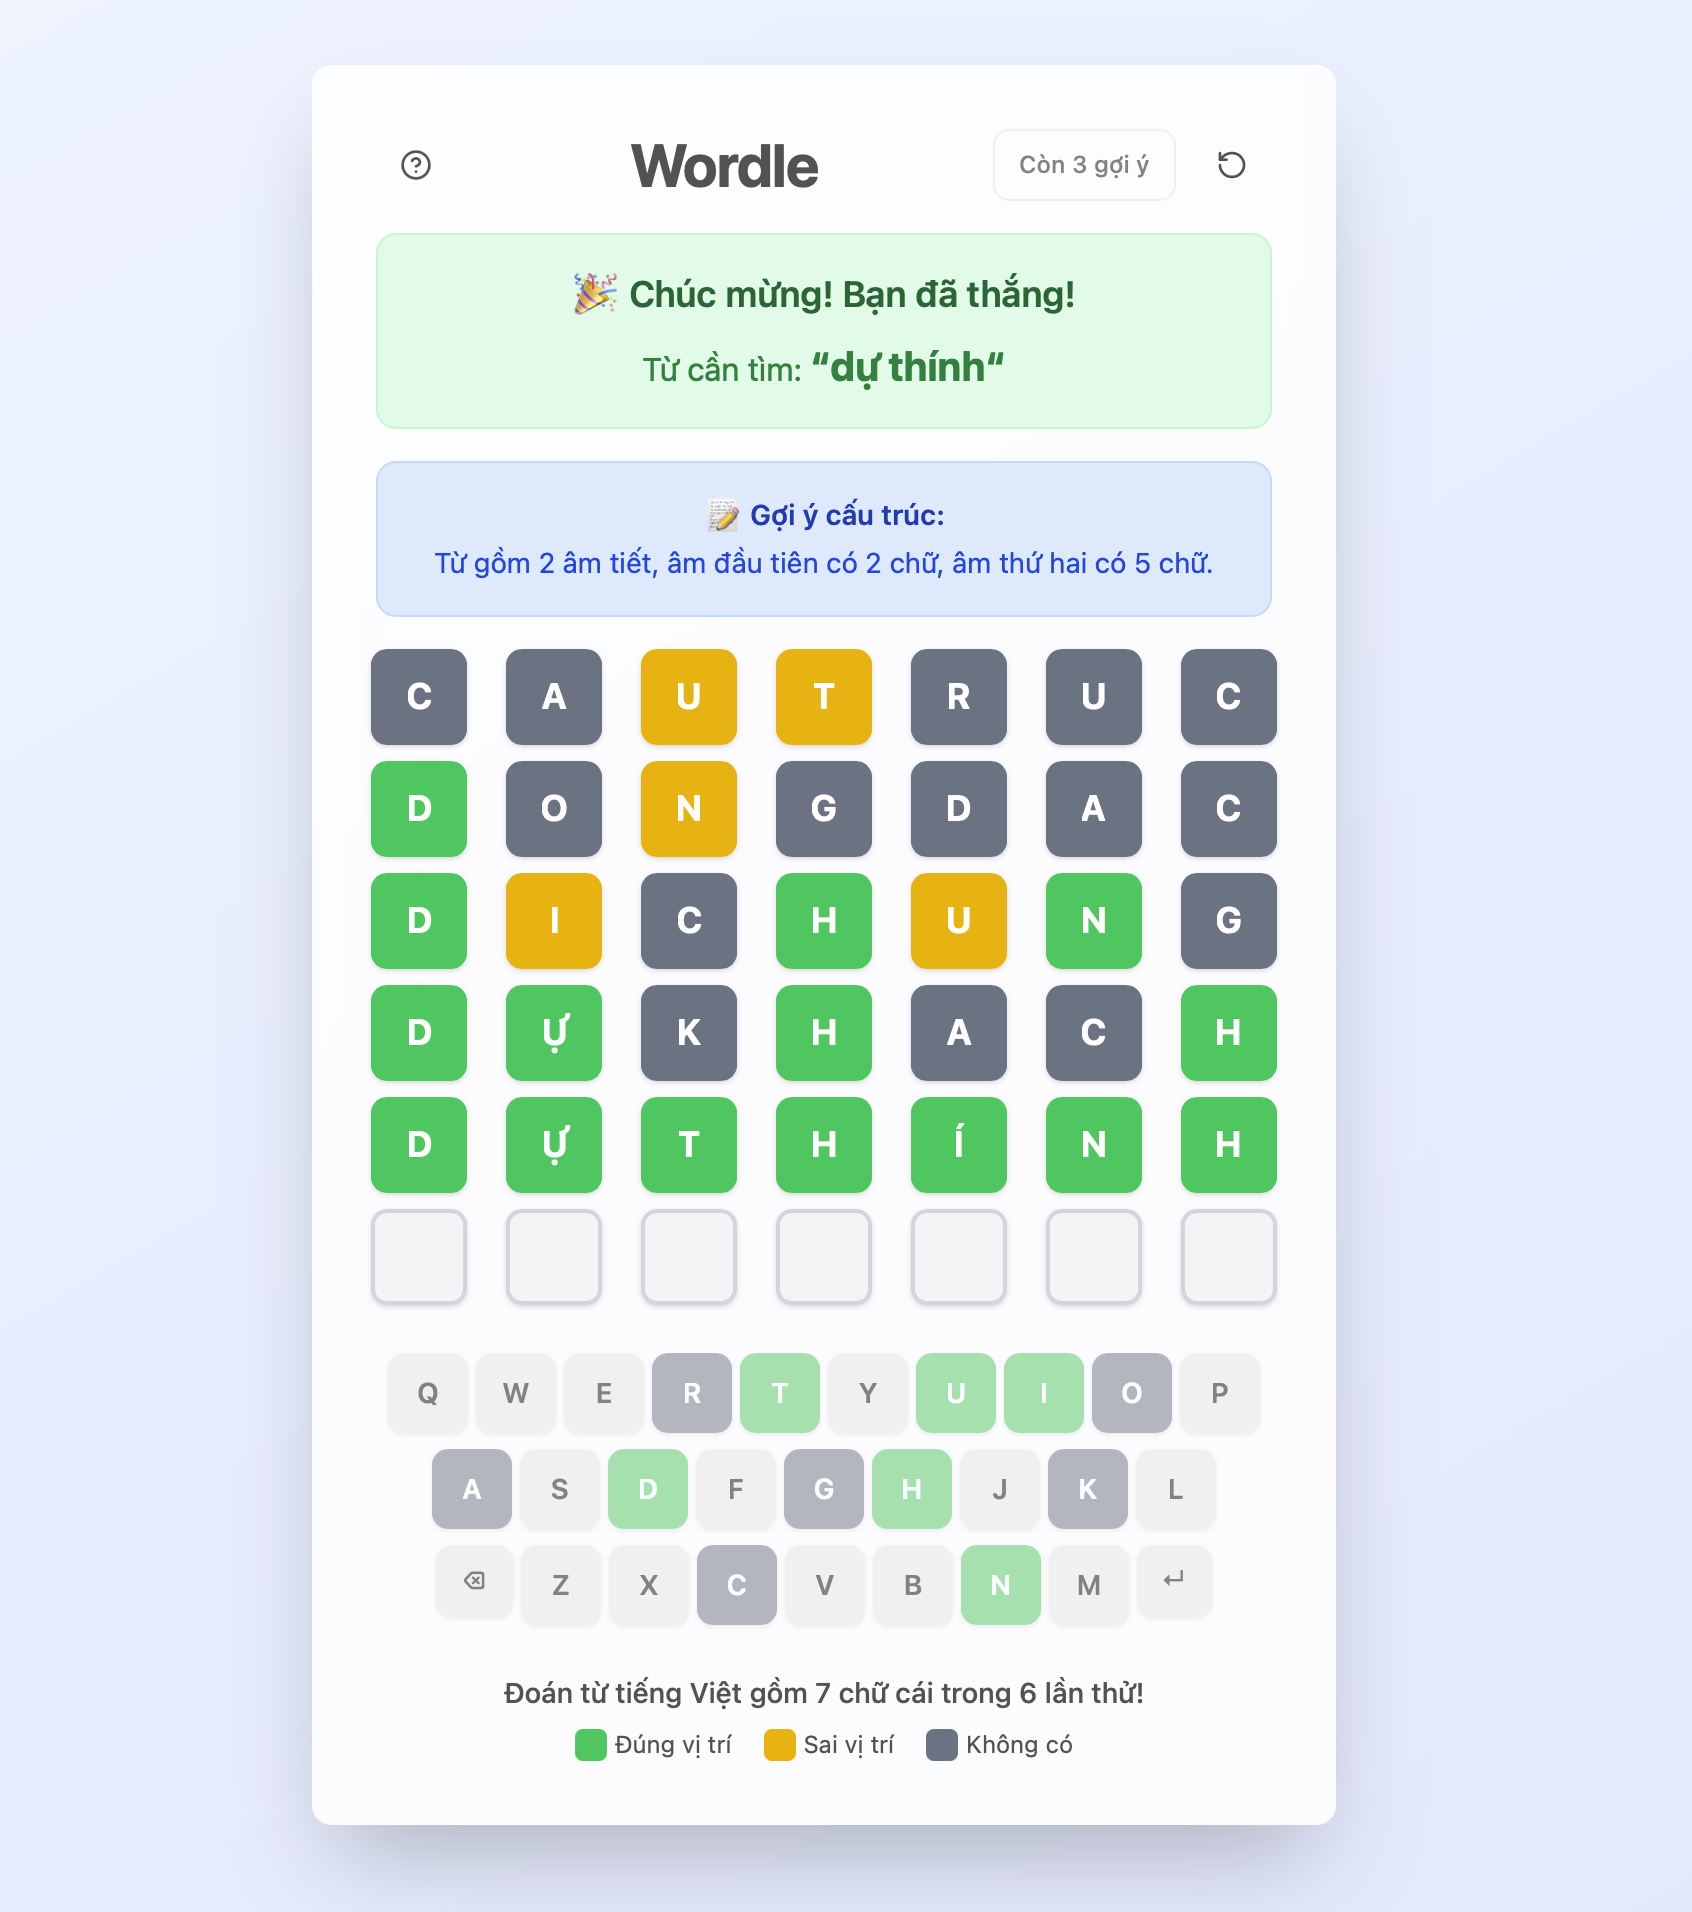 Wordle
Còn 3 gợi ý
🎉 Chúc mừng! Bạn đã thắng!
Từ cần tìm: “dự thính“
📝 Gợi ý cấu trúc:
Từ gồm 2 âm tiết, âm đầu tiên có 2 chữ, âm thứ hai có 5 chữ.
C A U T R U C
D O N G D A C
D I C H U N G
D Ự K H A C H
D Ự T H Í N H
Q W E R T Y U I O P
A S D F G H J K L
Z X C V B N M
Đoán từ tiếng Việt gồm 7 chữ cái trong 6 lần thử!
Đúng vị trí Sai vị trí Không có